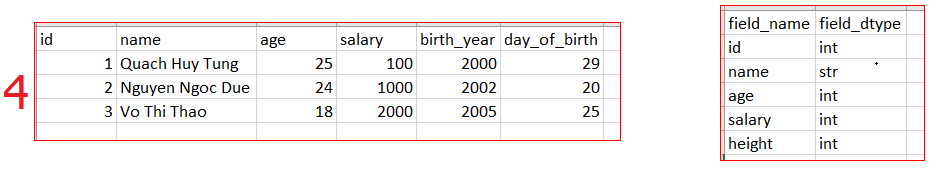 4
id name age salary birth_year day_of_birth
1 Quach Huy Tung 25 100 2000 29
2 Nguyen Ngoc Due 24 1000 2002 20
3 Vo Thi Thao 18 2000 2005 25
field_name field_dtype
id int
name str
age int
salary int
height int